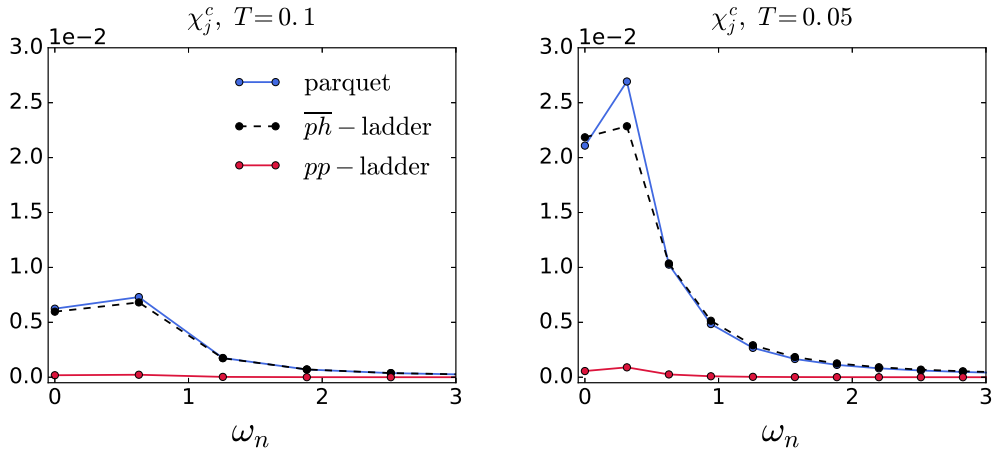 χ_j^c, T=0.1
1e−2
3.0
2.5
2.0
1.5
1.0
0.5
0.0
0 1 2 3
ω_n
parquet
p̅h̅ − ladder
pp − ladder
χ_j^c, T=0.05
1e−2
3.0
2.5
2.0
1.5
1.0
0.5
0.0
0 1 2 3
ω_n